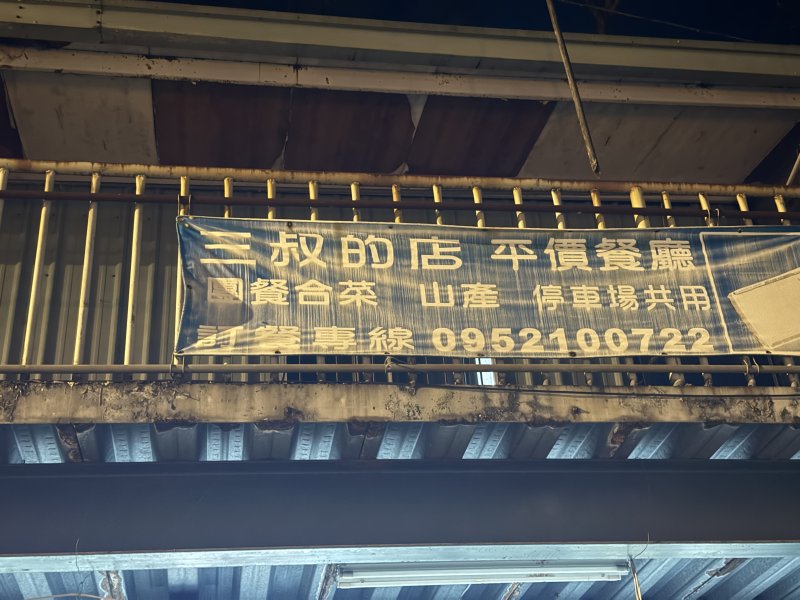 三叔的店 平價餐廳
團餐合菜 山產 停車場共用
訂餐專線 0952100722